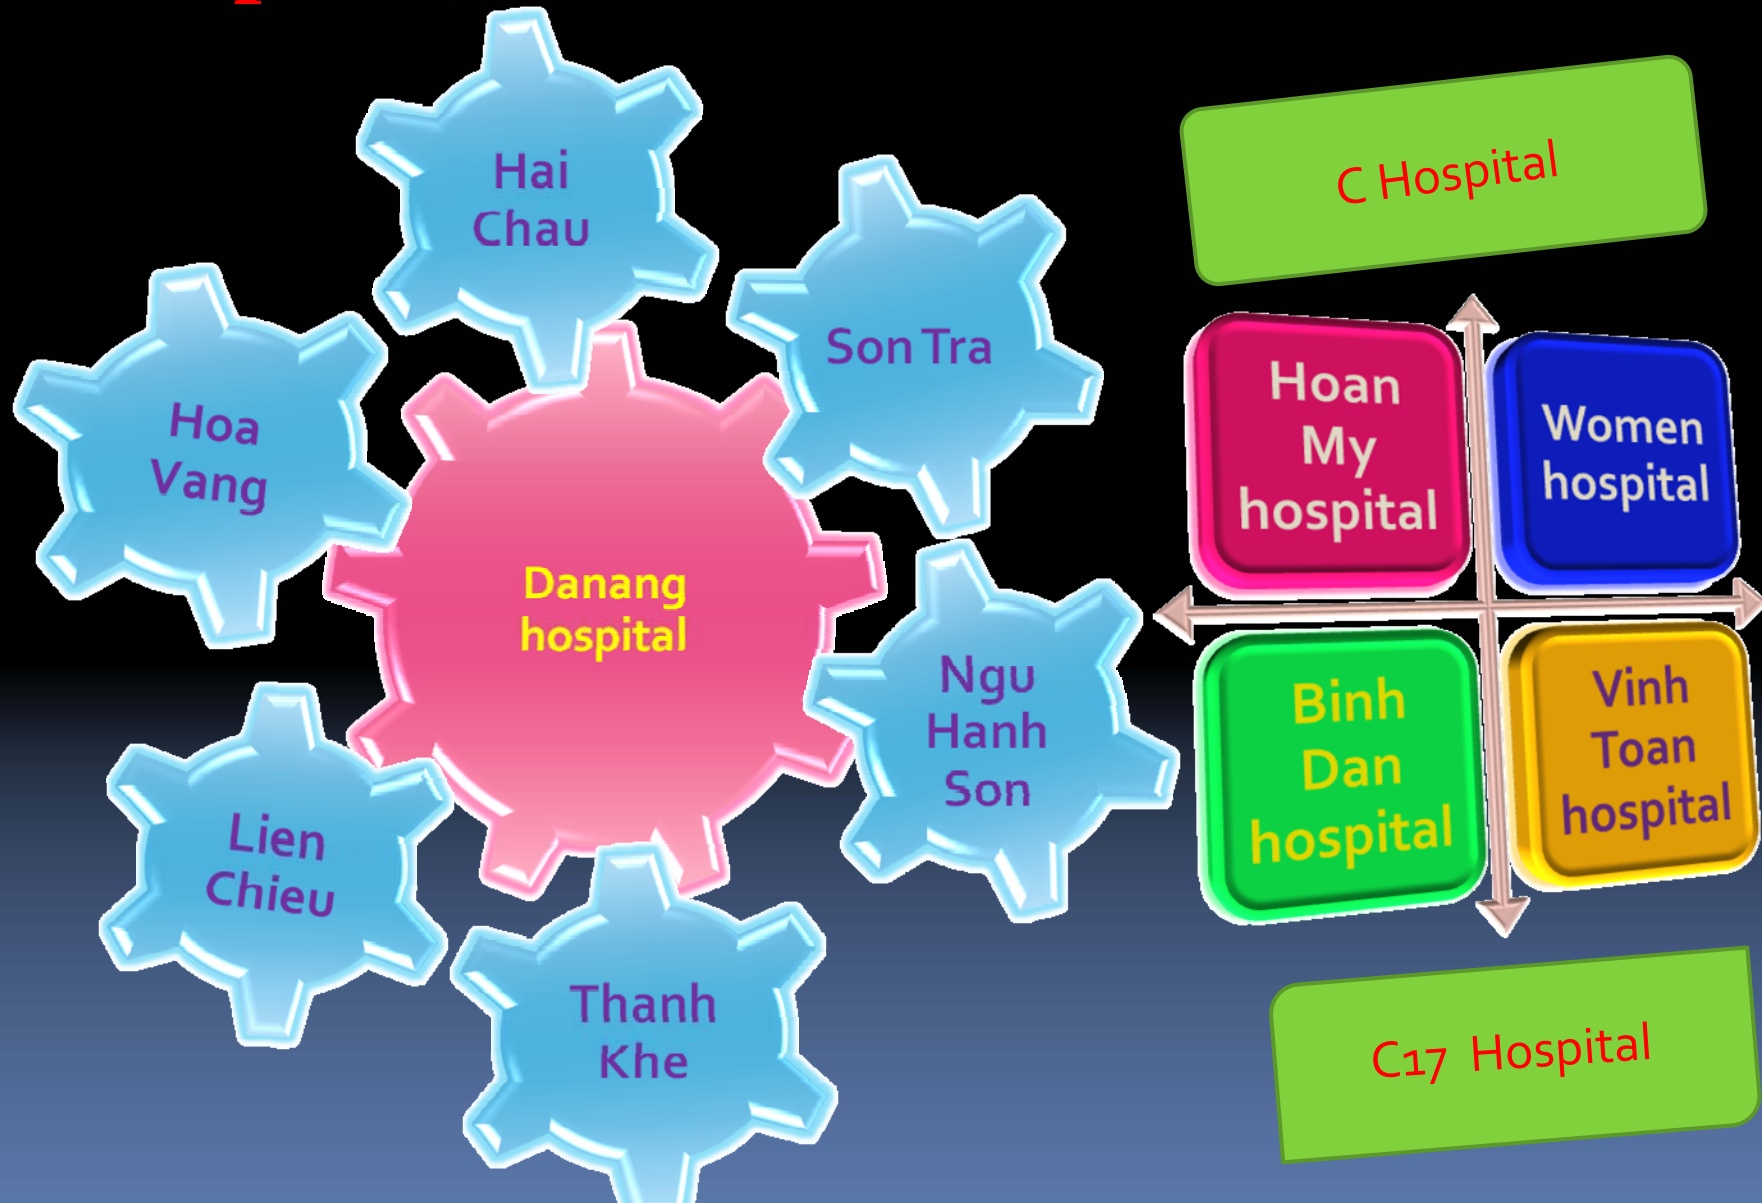 Hai
Chau
Son Tra
Hoa
Vang
Danang
hospital
Ngu
Hanh
Son
Lien
Chieu
Thanh
Khe
C Hospital
Hoan
My
hospital
Women
hospital
Binh
Dan
hospital
Vinh
Toan
hospital
C17 Hospital